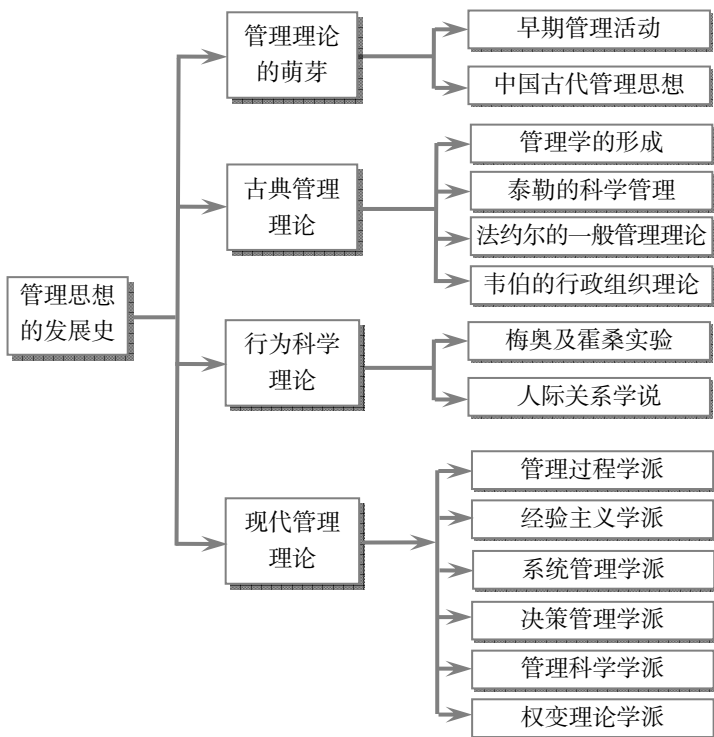 管理思想
的发展史
管理理论
的萌芽
早期管理活动
中国古代管理思想
古典管理
理论
管理学的形成
泰勒的科学管理
法约尔的一般管理理论
韦伯的行政组织理论
行为科学
理论
梅奥及霍桑实验
人际关系学说
现代管理
理论
管理过程学派
经验主义学派
系统管理学派
决策管理学派
管理科学学派
权变理论学派